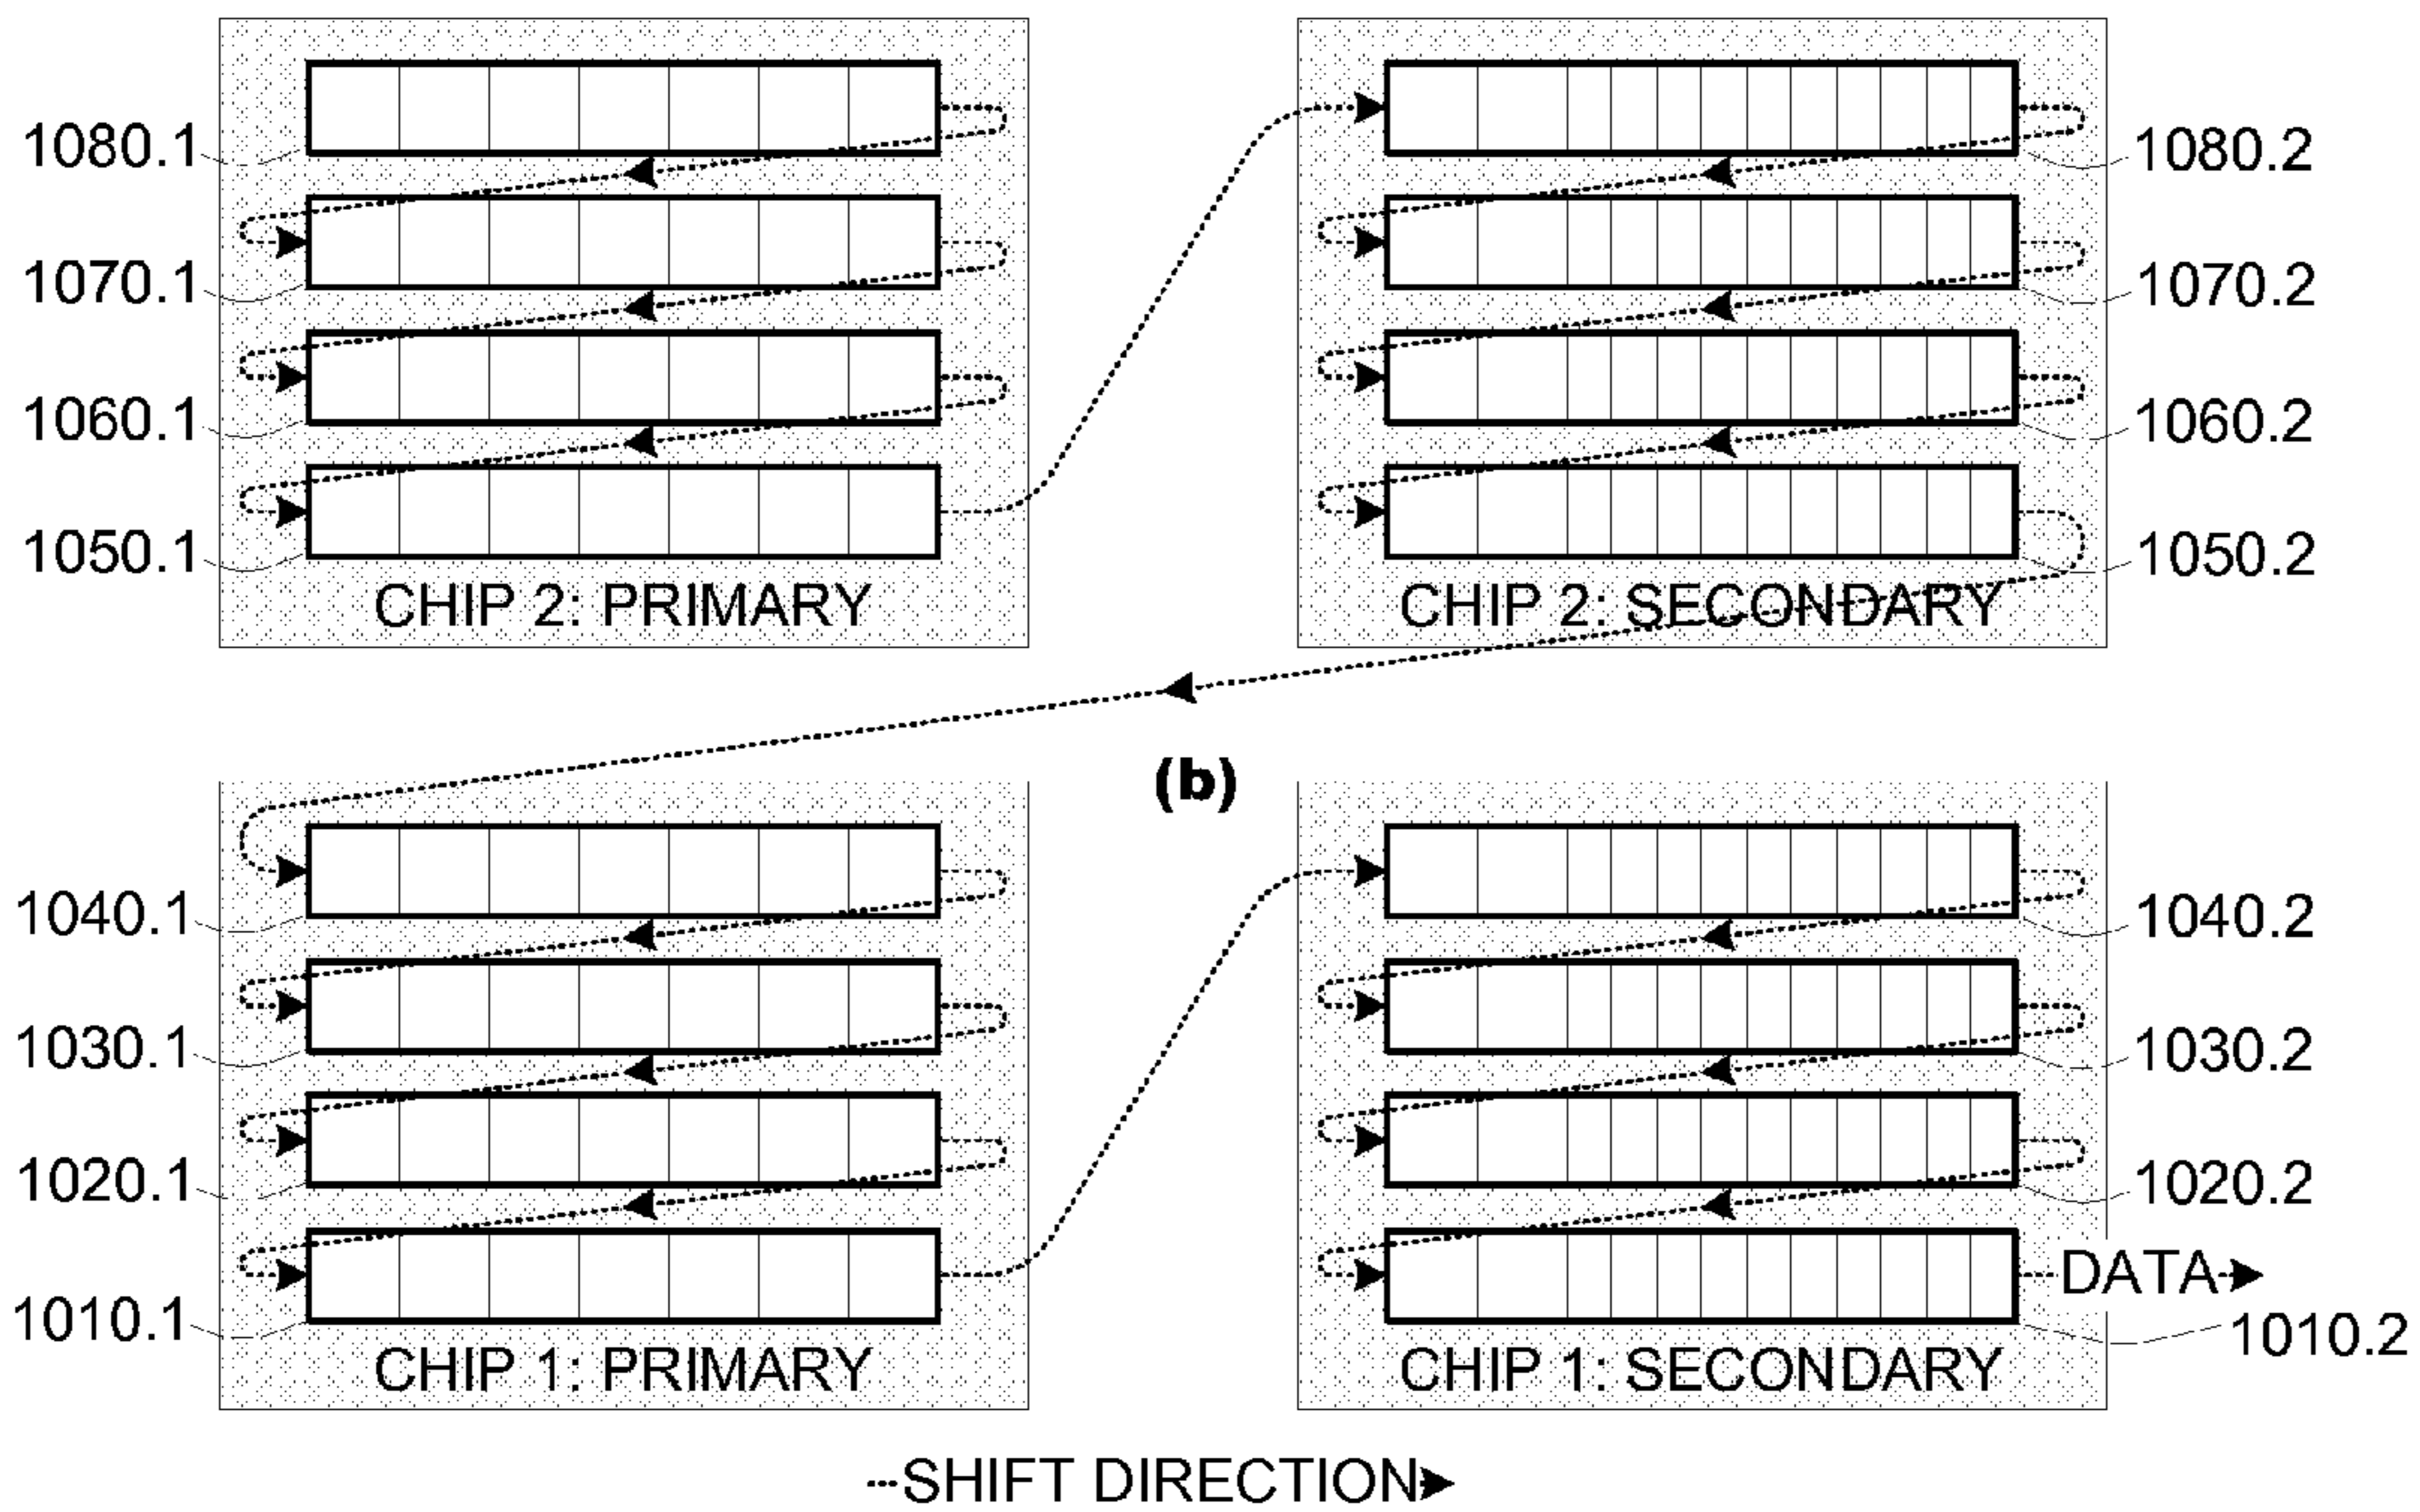 1080.1
1080.2
1070.1
1070.2
1060.1
1060.2
1050.1
1050.2
CHIP 2: PRIMARY
CHIP 2: SECONDARY
(b)
1040.1
1040.2
1030.1
1030.2
1020.1
1020.2
DATA
1010.1
1010.2
CHIP 1: PRIMARY
CHIP 1: SECONDARY
SHIFT DIRECTION